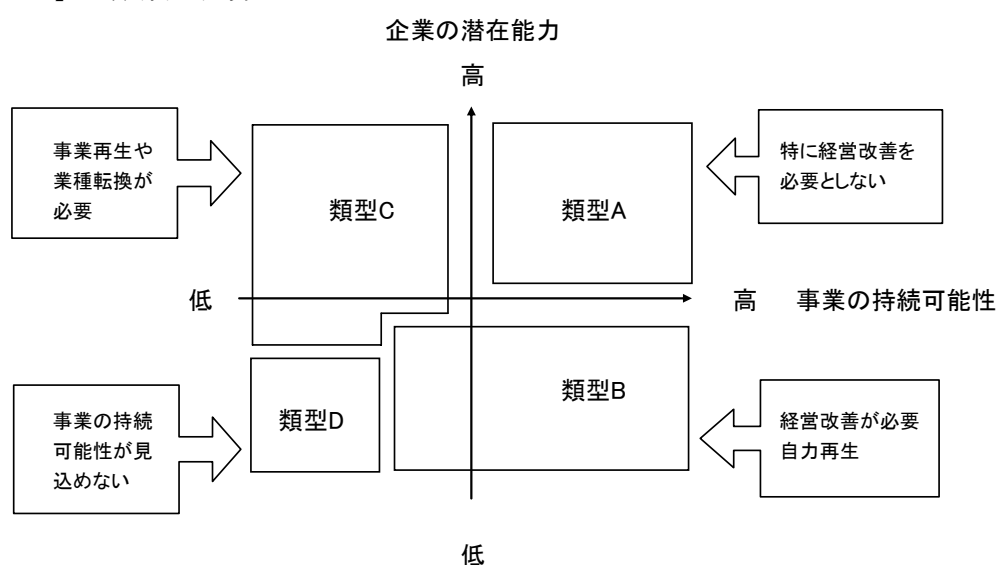 企業の潜在能力
高
事業再生や
業種転換が
必要
類型C
類型A
特に経営改善を
必要としない
低
高 事業の持続可能性
事業の持続
可能性が見
込めない
類型D
類型B
経営改善が必要
自力再生
低